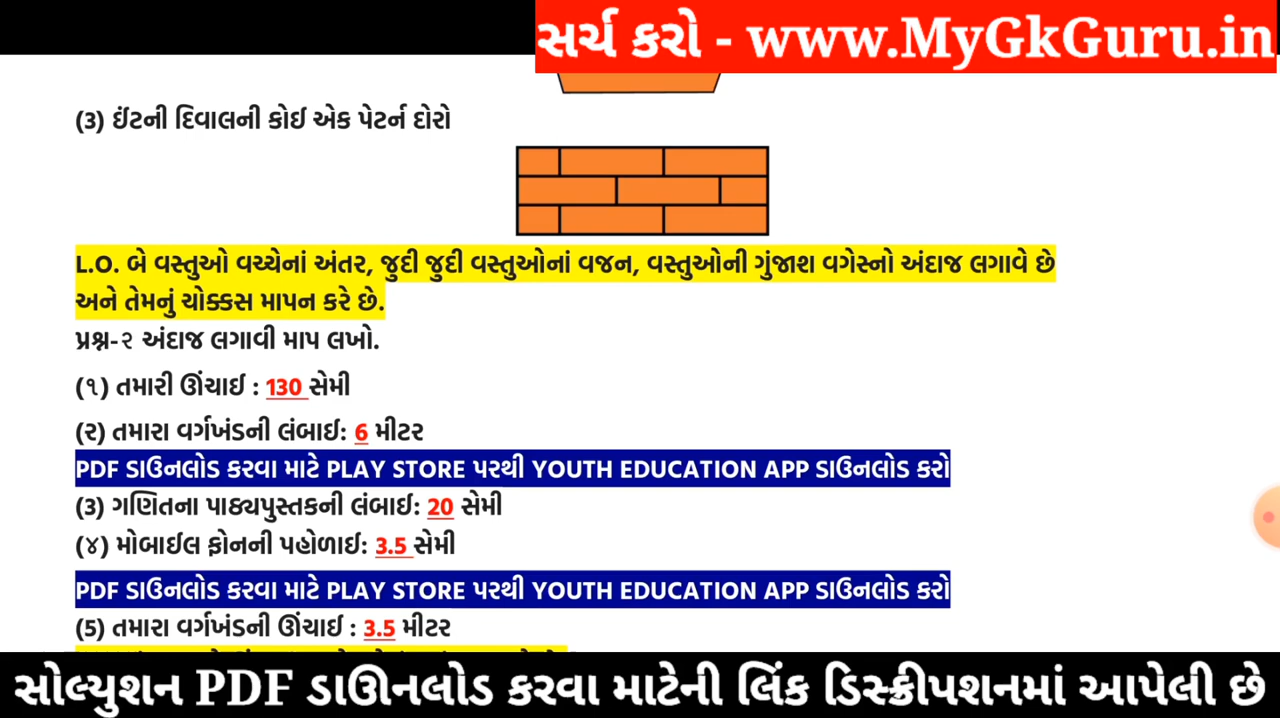 સર્ચ કરો - www.MyGkGuru.in
(3) ઈંટની દિવાલની કોઈ એક પેટર્ન દોરો
L.O. બે વસ્તુઓ વચ્ચેનાં અંતર, જુદી જુદી વસ્તુઓનાં વજન, વસ્તુઓની ગુંજાશ વગેસ્નો અંદાજ લગાવે છે
અને તેમનું ચોક્કસ માપન કરે છે.
પ્રશ્ન-૨ અંદાજ લગાવી માપ લખો.
(૧) તમારી ઊંચાઈ : 130 સેમી
(૨) તમારા વર્ગખંડની લંબાઈ: 6 મીટર
PDF ડાઉનલોડ કરવા માટે PLAY STORE પરથી YOUTH EDUCATION APP ડાઉનલોડ કરો
(3) ગણિતના પાઠ્યપુસ્તકની લંબાઈ: 20 સેમી
(૪) મોબાઈલ ફોનની પહોળાઈ: 3.5 સેમી
PDF ડાઉનલોડ કરવા માટે PLAY STORE પરથી YOUTH EDUCATION APP ડાઉનલોડ કરો
(5) તમારા વર્ગખંડની ઊંચાઈ : 3.5 મીટર
સોલ્યુશન PDF ડાઊનલોડ કરવા માટેની લિંક ડિસ્ક્રીપશનમાં આપેલી છે